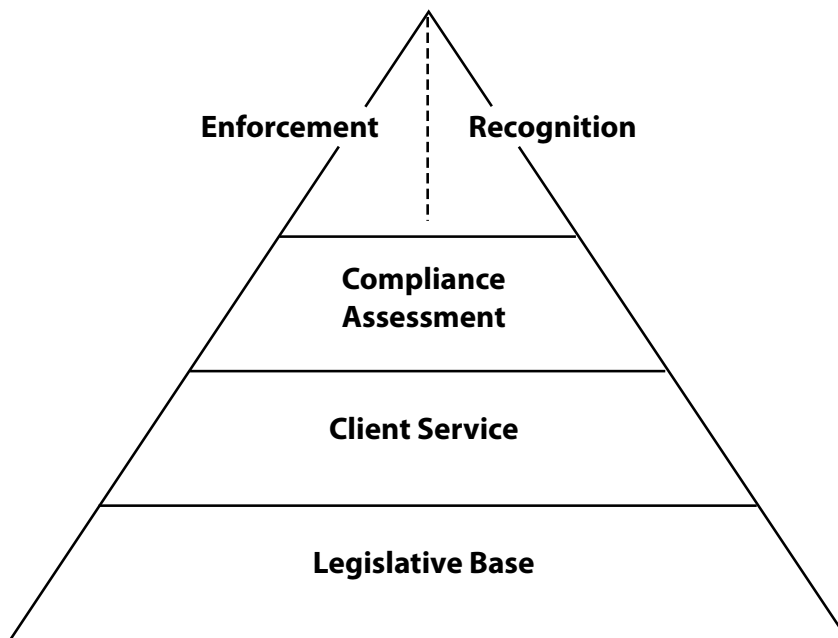 Enforcement
Recognition
Compliance
Assessment
Client Service
Legislative Base